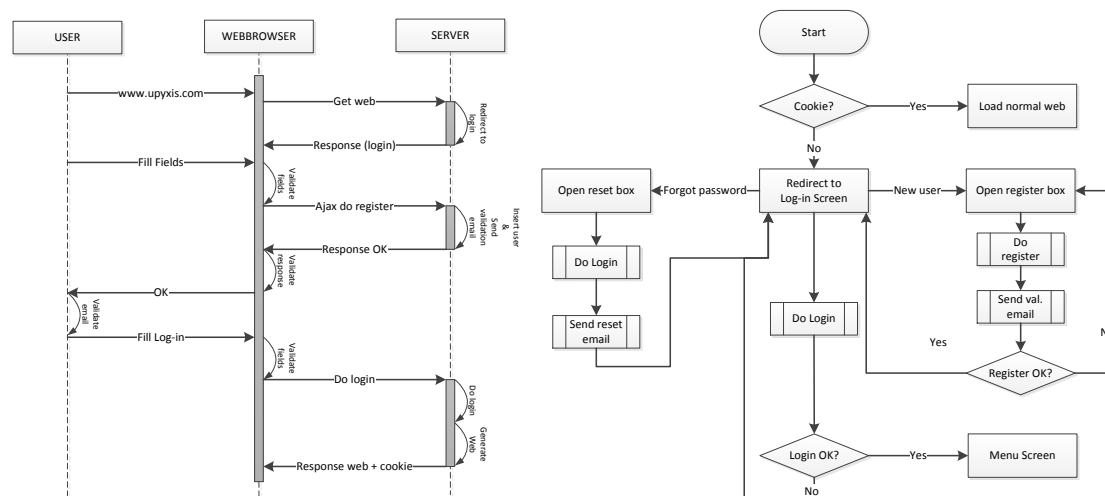 USER
WEBBROWSER
SERVER
www.upyxis.com
Get web
Redirect to
login
Response (login)
Fill Fields
Validate
fields
Ajax do register
Insert user
&
Send
validation
email
Response OK
Validate
response
OK
Validate
email
Fill Log-in
Validate
fields
Do login
Do login
Generate
Web
Response web + cookie
Start
Cookie?
Yes
Load normal web
No
Open reset box
Forgot password
Redirect to
Log-in Screen
New user
Open register box
Do Login
Do
register
Send reset
email
Do Login
Send val.
email
Yes
N
Register OK?
Login OK?
Yes
Menu Screen
No